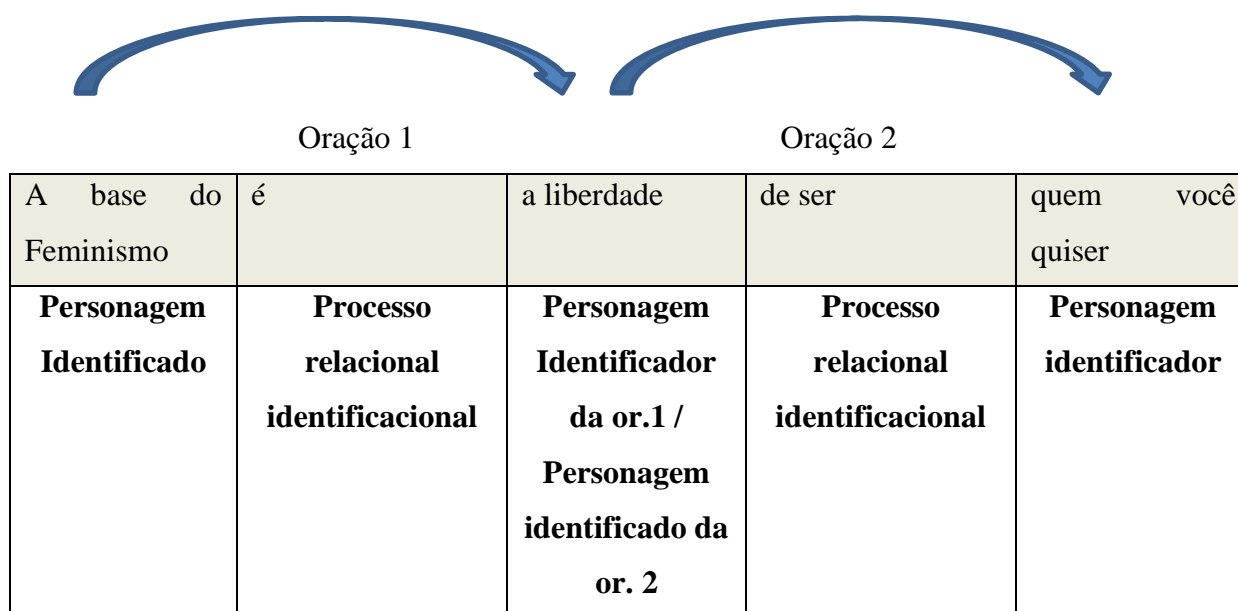 Oração 1
Oração 2
A base do
Feminismo
é
a liberdade
de ser
quem você
quiser
Personagem
Identificado
Processo
relacional
identificacional
Personagem
Identificador
da or.1 /
Personagem
identificado da
or. 2
Processo
relacional
identificacional
Personagem
identificador